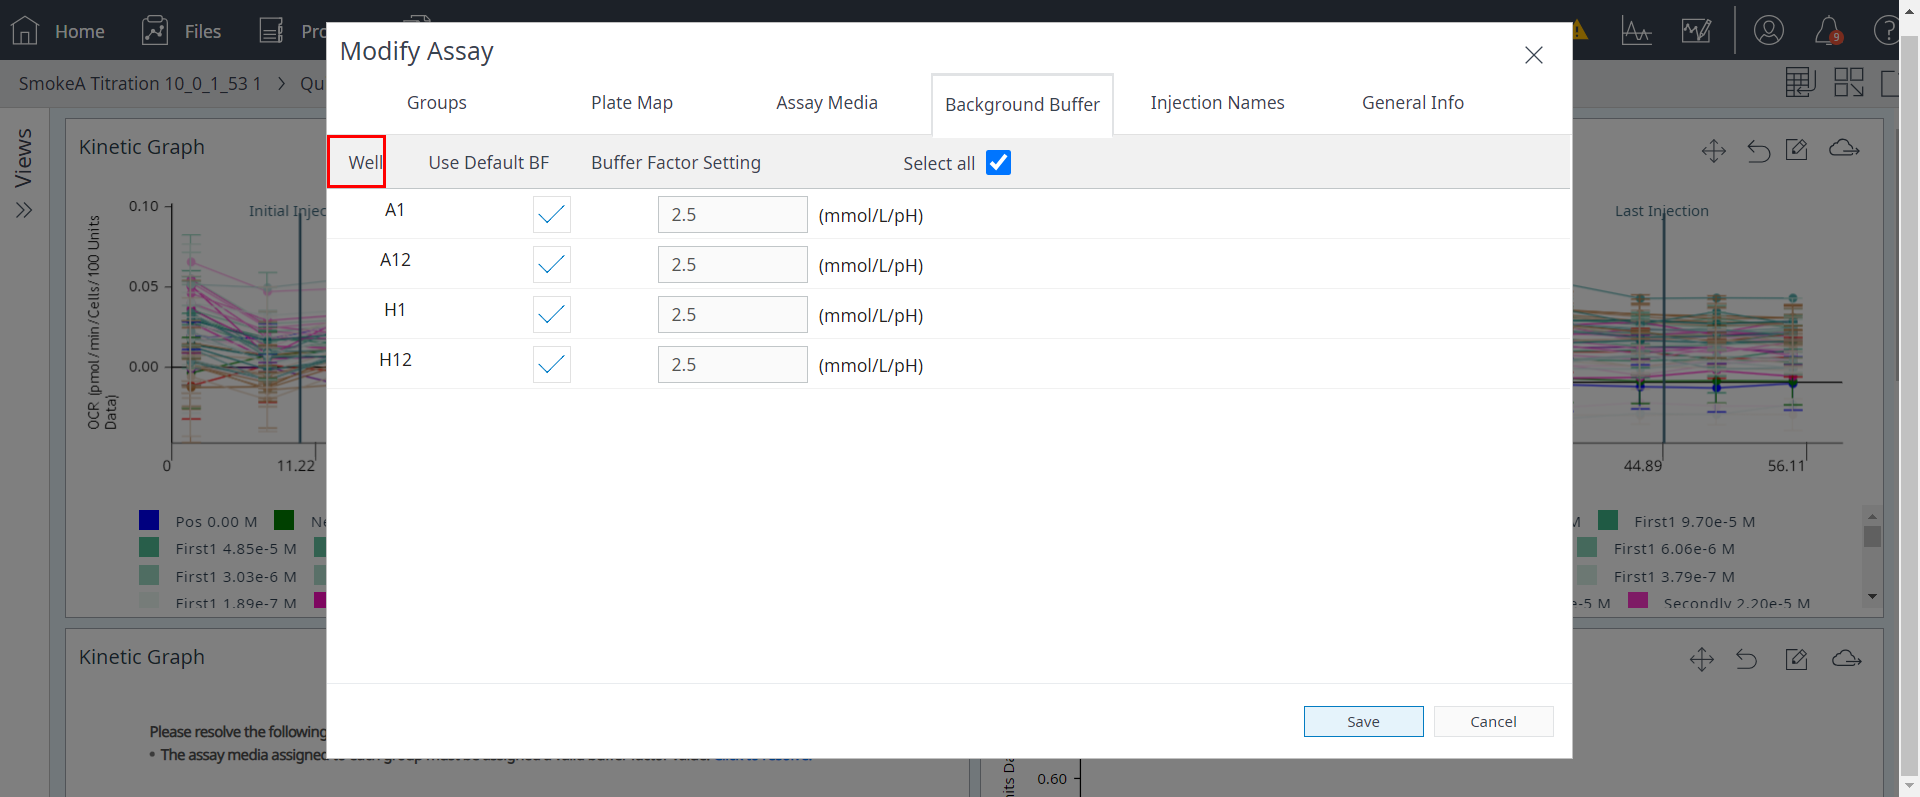 Home
Files
9
SmokeA Titration 10_0_1_53 1
Modify Assay
Groups
Plate Map
Assay Media
Background Buffer
Injection Names
General Info
Well
Use Default BF
Buffer Factor Setting
Select all
A1
2.5
(mmol/L/pH)
A12
2.5
(mmol/L/pH)
H1
2.5
(mmol/L/pH)
H12
2.5
(mmol/L/pH)
Save
Cancel
Views
Kinetic Graph
OCR (pmol/min/Cells/100 Units
Data)
0.10
0.05
0.00
Initial
0
11.22
Last Injection
44.89
56.11
Pos 0.00 M
First1 4.85e-5 M
First1 3.03e-6 M
First1 1.89e-7 M
First1 9.70e-5 M
First1 6.06e-6 M
First1 3.79e-7 M
Secondly 2.20e-5 M
Kinetic Graph
Please resolve the following
The assay media assigned
0.60